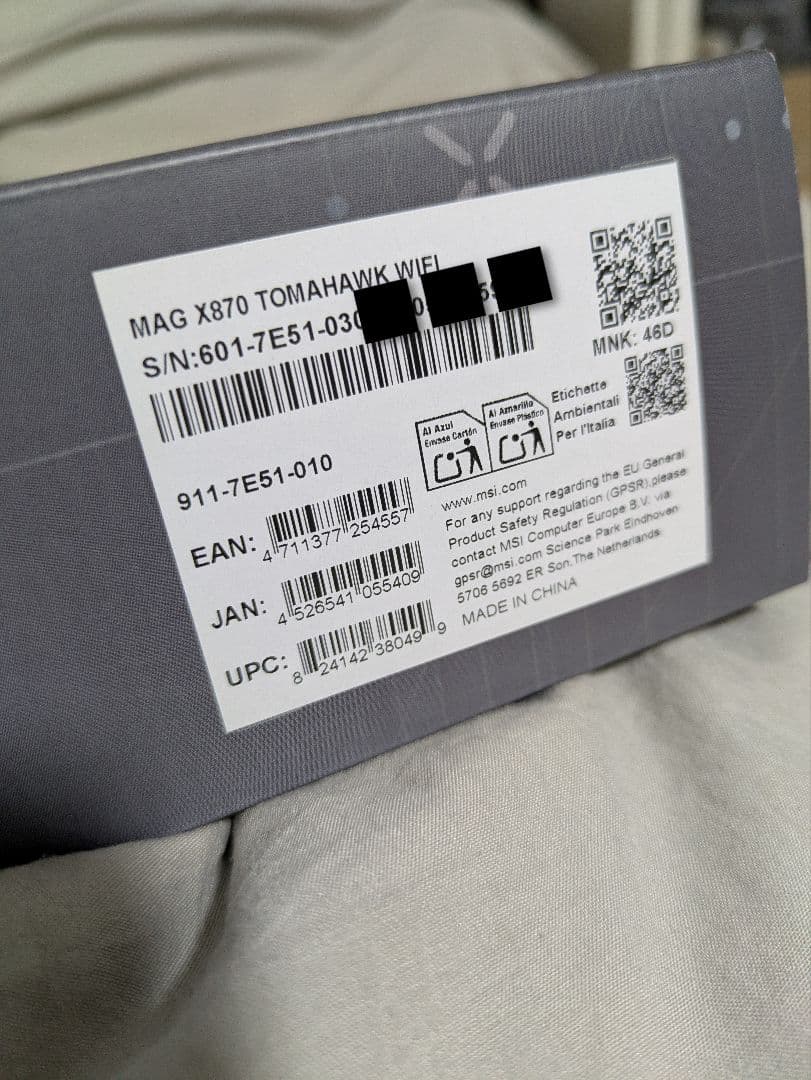 MAG X870 TOMAHAWK WIFI
S/N:601-7E51-030
911-7E51-010
EAN: 4 711377 254557
JAN: 4 526541 055409
UPC: 8 24142 38049 9
MNK: 46D
Al Azul
Envase Cartón
Al Amarillo
Envase Plástico
Etichette
Ambientali
Per l'Italia
www.msi.com
For any support regarding the EU General
Product Safety Regulation (GPSR),please
contact MSI Computer Europe B.V. via
gpsr@msi.com Science Park Eindhoven
5706 5692 ER Son.The Netherlands
MADE IN CHINA